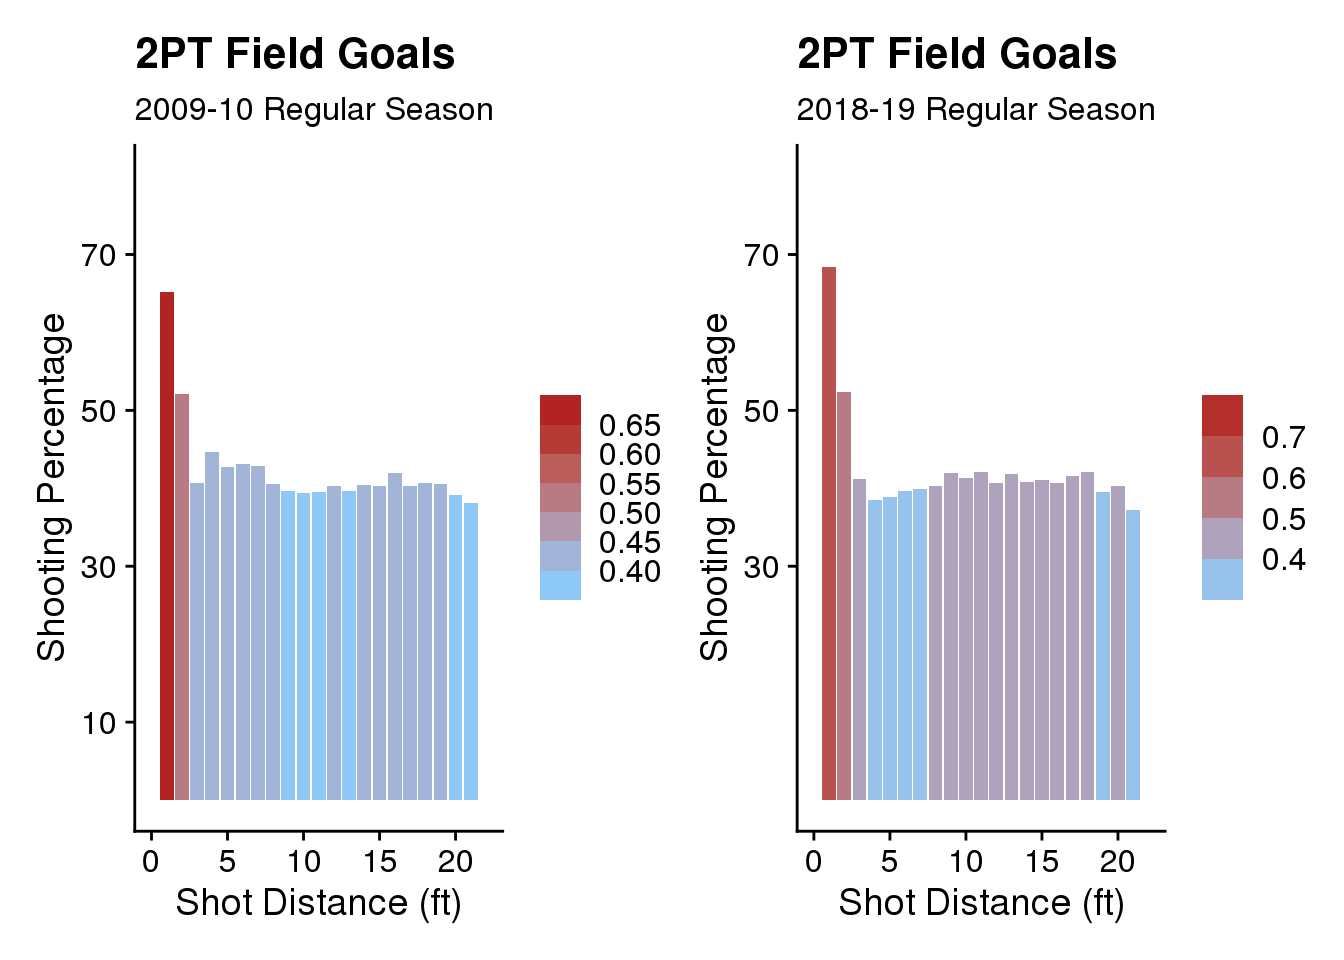 2PT Field Goals
2009-10 Regular Season
Shooting Percentage
70
50
30
10
0 5 10 15 20
Shot Distance (ft)
0.65
0.60
0.55
0.50
0.45
0.40
2PT Field Goals
2018-19 Regular Season
Shooting Percentage
70
50
30
0 5 10 15 20
Shot Distance (ft)
0.7
0.6
0.5
0.4